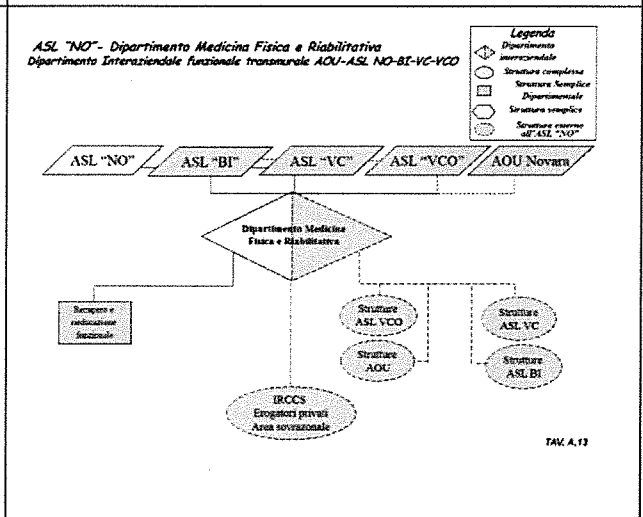 ASL "NO"- Dipartimento Medicina Fisica e Riabilitativa
Dipartimento Interaziendale funzionale transmurale AOU-ASL NO-BI-VC-VCO
Legenda
Dipartimento
interaziendale
Struttura complessa
Struttura Semplice
Dipartimentale
Struttura semplice
Strutture esterne
all'ASL "NO"
ASL "NO"
ASL "BI"
ASL "VC"
ASL "VCO"
AOU Novara
Dipartimento Medicina
Fisica e Riabilitativa
Recupero e
rieducazione
funzionale
Strutture
ASL VCO
Strutture
AOU
Strutture
ASL VC
Strutture
ASL BI
IRCCS
Erogatori privati
Area sovrazonale
TAV. A.13